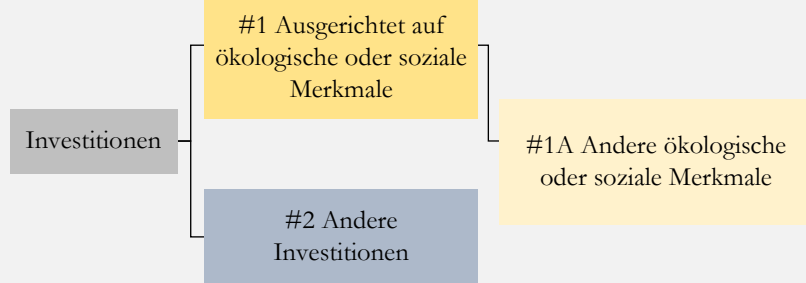 #1 Ausgerichtet auf
ökologische oder soziale
Merkmale
Investitionen
#1A Andere ökologische
oder soziale Merkmale
#2 Andere
Investitionen